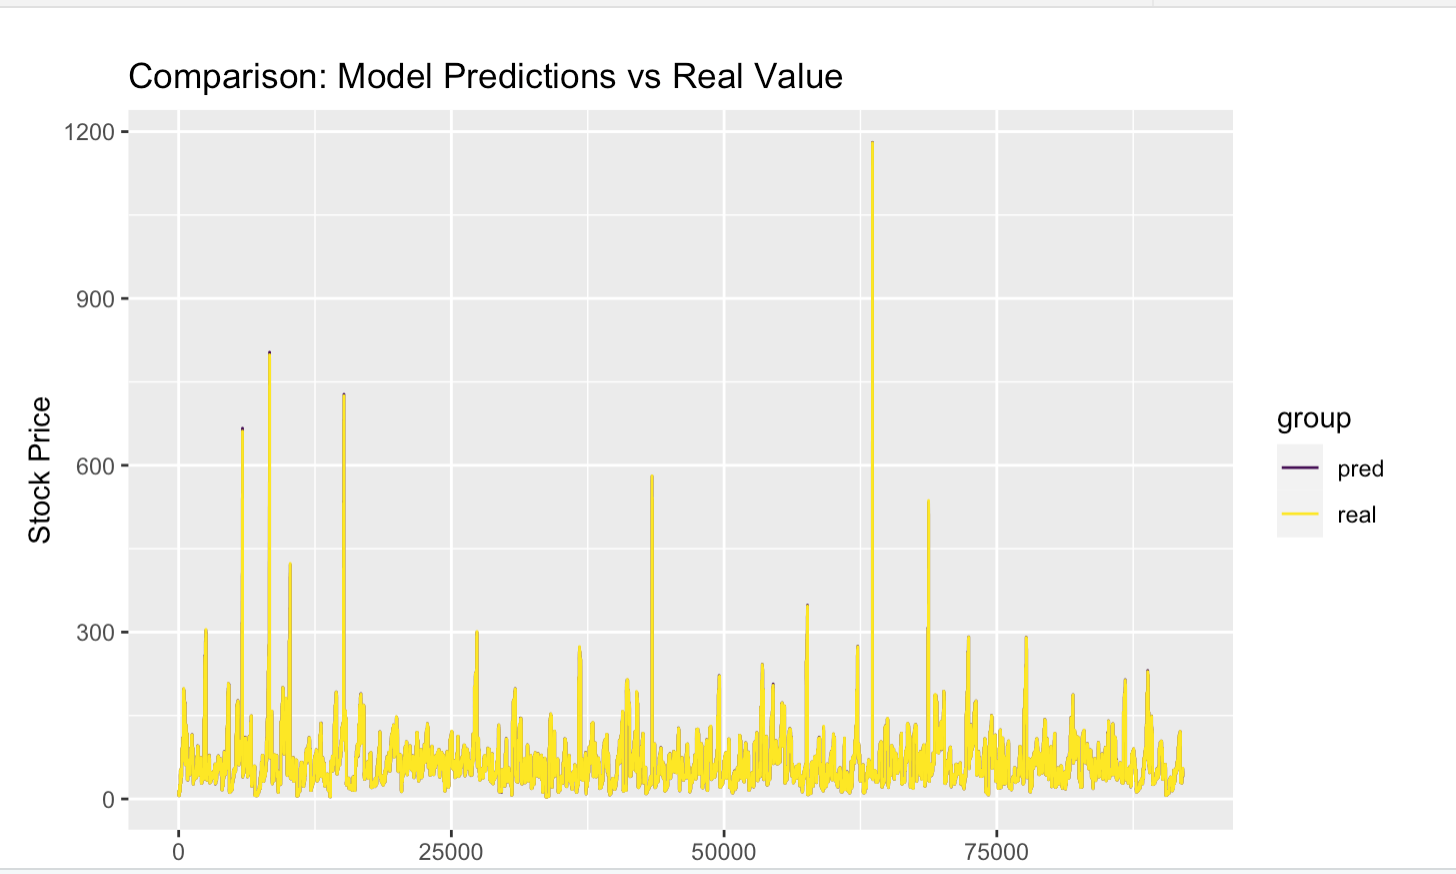 Comparison: Model Predictions vs Real Value
1200
900
600
300
0
Stock Price
0 25000 50000 75000
group
pred
real